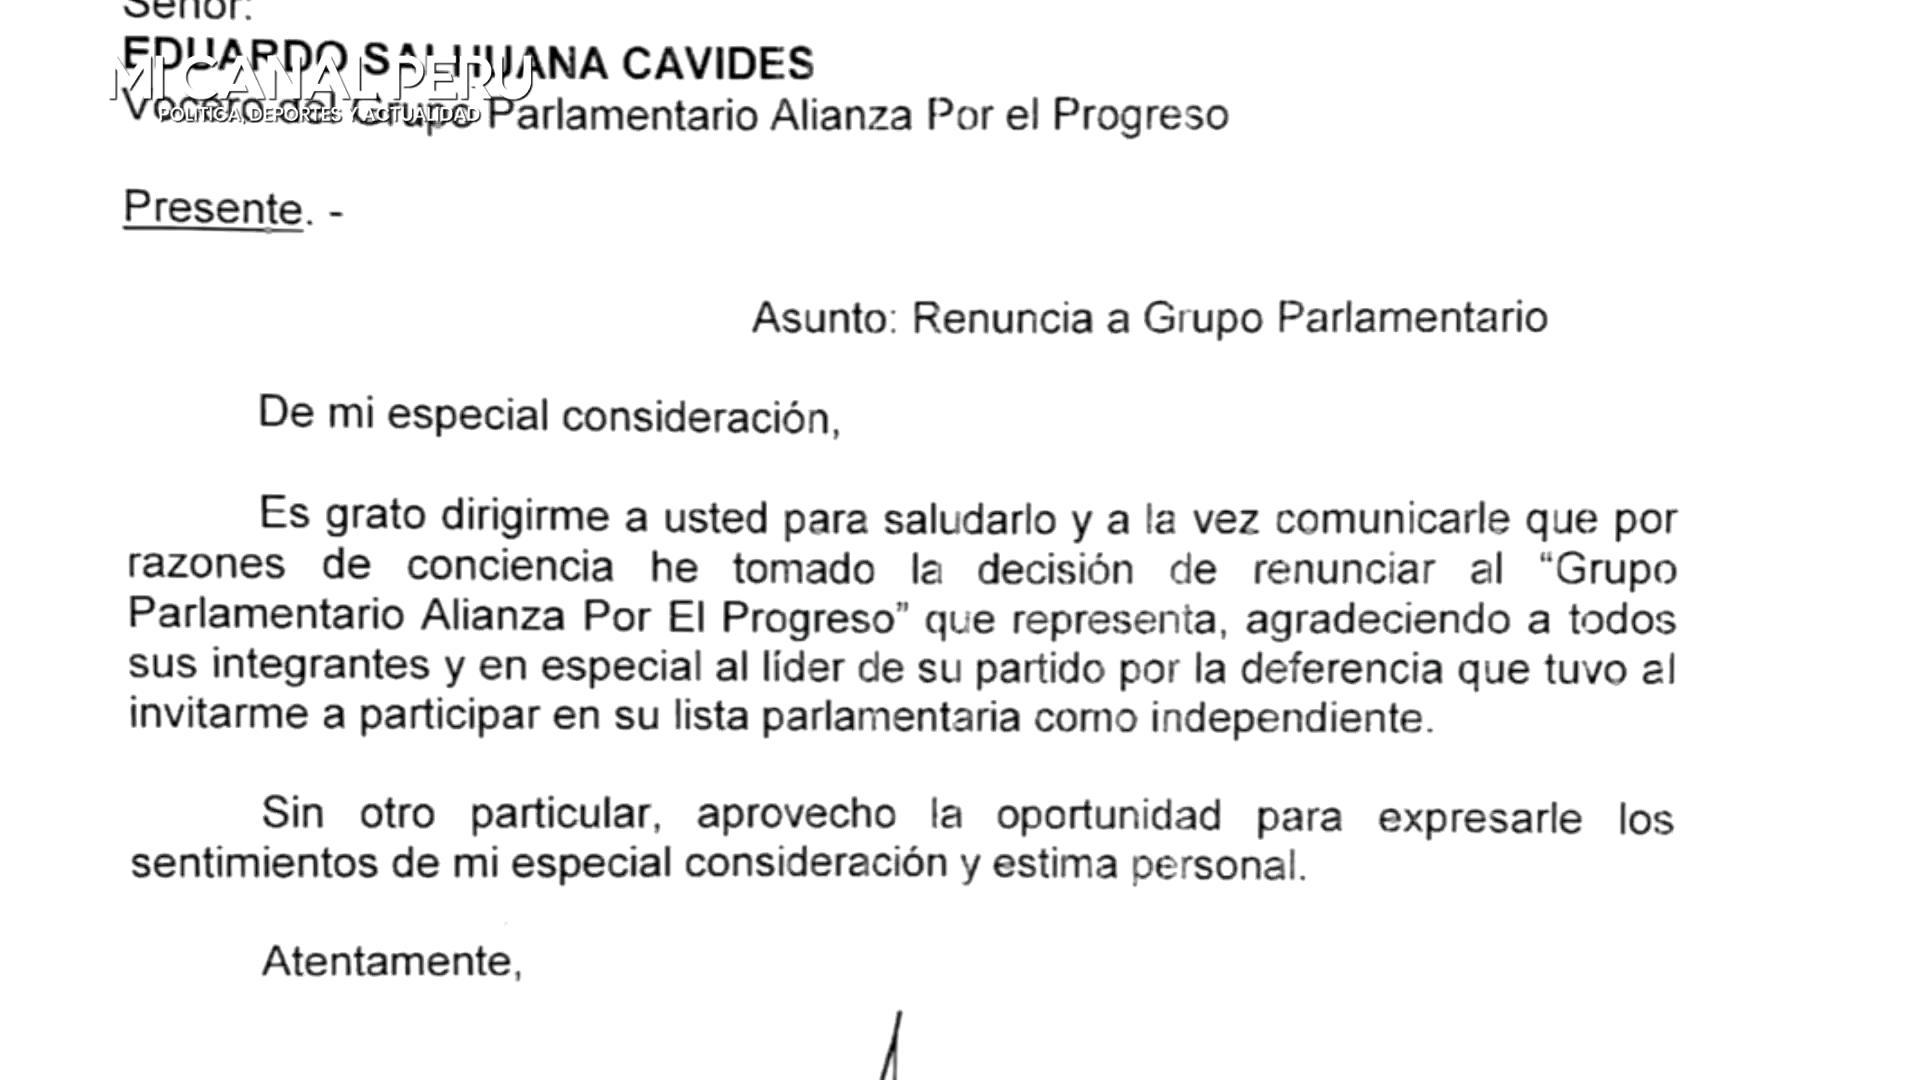 Señor:
EDUARDO SALHUANA CAVIDES
Vocero del Grupo Parlamentario Alianza Por el Progreso
MI CANAL PERU
POLÍTICA, DEPORTES Y ACTUALIDAD
Presente. -
Asunto: Renuncia a Grupo Parlamentario
De mi especial consideración,
Es grato dirigirme a usted para saludarlo y a la vez comunicarle que por
razones de conciencia he tomado la decisión de renunciar al “Grupo
Parlamentario Alianza Por El Progreso” que representa, agradeciendo a todos
sus integrantes y en especial al líder de su partido por la deferencia que tuvo al
invitarme a participar en su lista parlamentaria como independiente.
Sin otro particular, aprovecho la oportunidad para expresarle los
sentimientos de mi especial consideración y estima personal.
Atentamente,